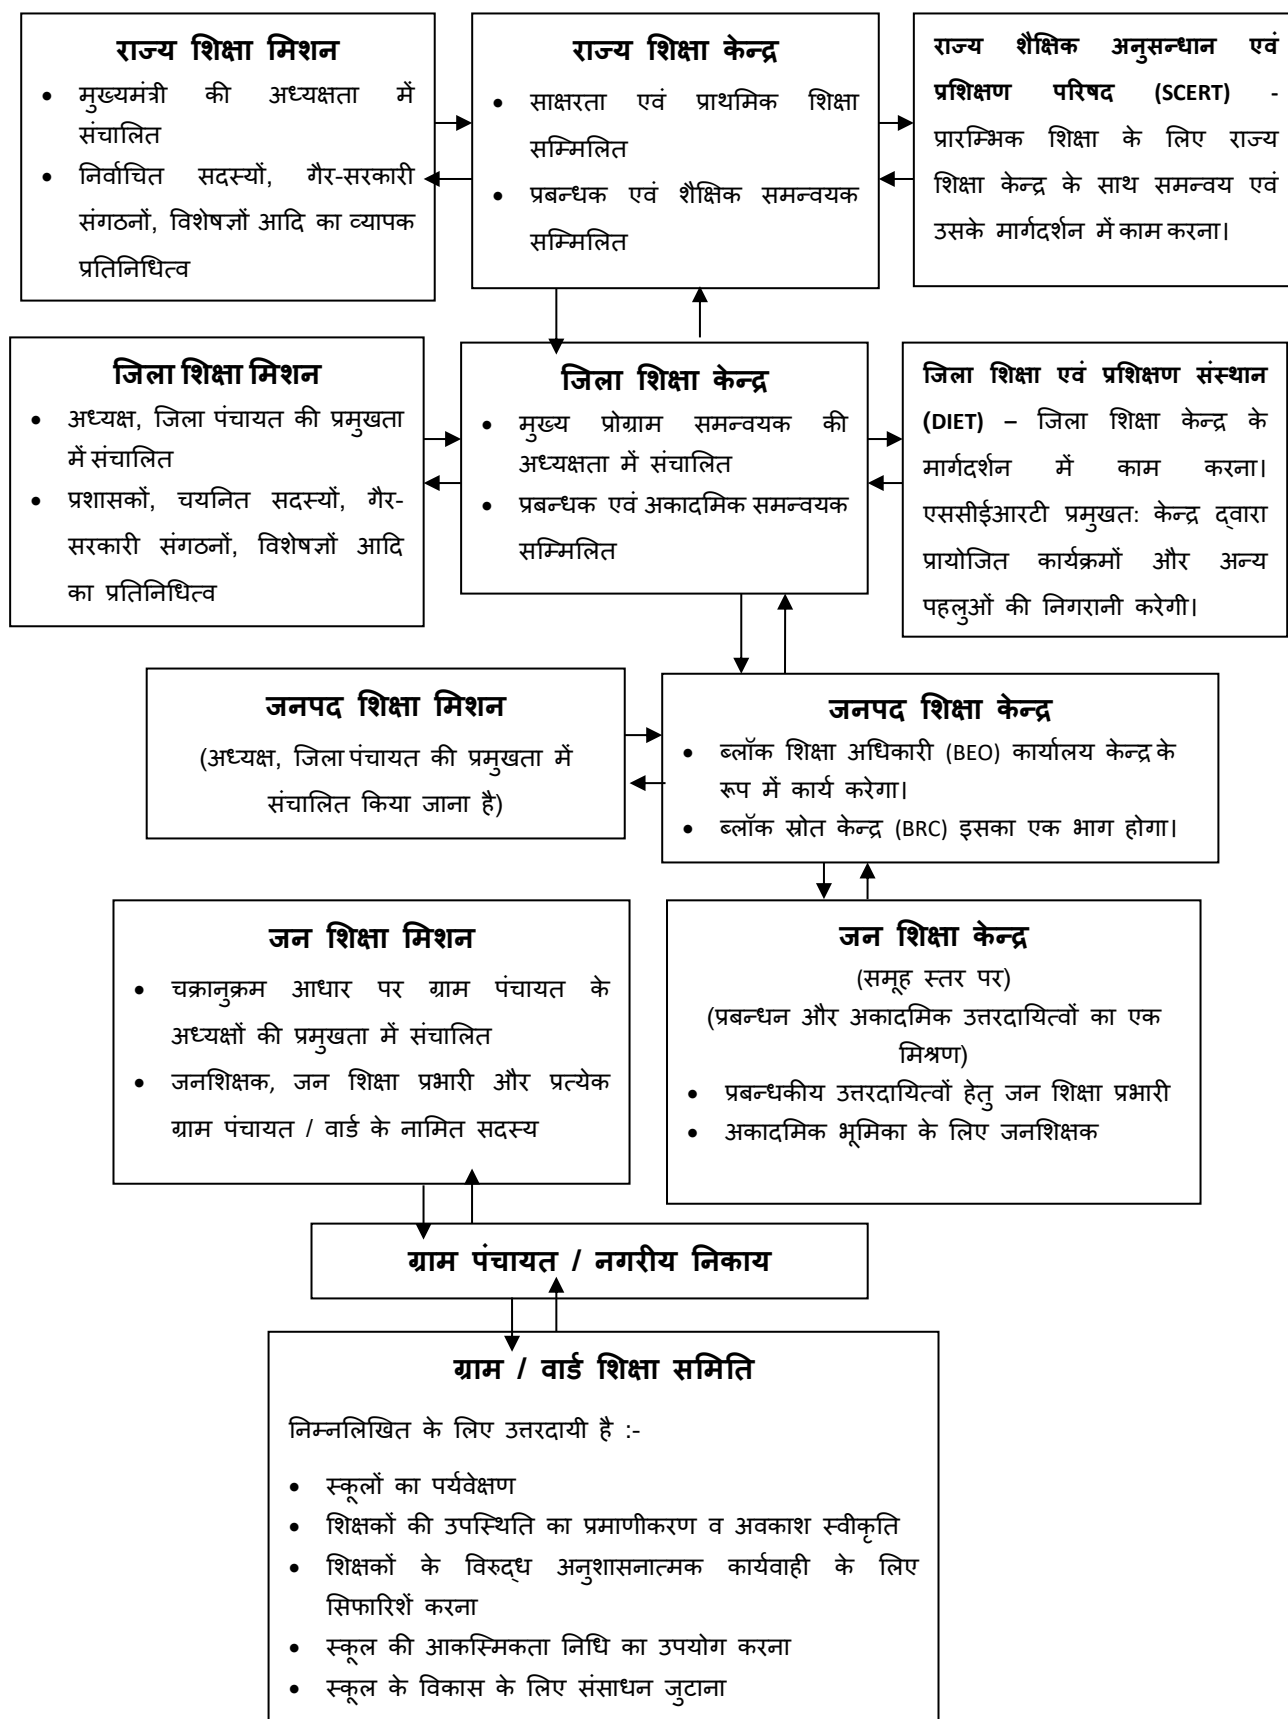 राज्य शिक्षा मिशन
• मुख्यमंत्री की अध्यक्षता में
संचालित
• निर्वाचित सदस्यों, गैर-सरकारी
संगठनों, विशेषज्ञों आदि का व्यापक
प्रतिनिधित्व
राज्य शिक्षा केन्द्र
• साक्षरता एवं प्राथमिक शिक्षा
सम्मिलित
• प्रबन्धक एवं शैक्षिक समन्वयक
सम्मिलित
राज्य शैक्षिक अनुसन्धान एवं
प्रशिक्षण परिषद (SCERT) -
प्रारम्भिक शिक्षा के लिए राज्य
शिक्षा केन्द्र के साथ समन्वय एवं
उसके मार्गदर्शन में काम करना।
जिला शिक्षा मिशन
• अध्यक्ष, जिला पंचायत की प्रमुखता
में संचालित
• प्रशासकों, चयनित सदस्यों, गैर-
सरकारी संगठनों, विशेषज्ञों आदि
का प्रतिनिधित्व
जिला शिक्षा केन्द्र
• मुख्य प्रोग्राम समन्वयक की
अध्यक्षता में संचालित
• प्रबन्धक एवं अकादमिक समन्वयक
सम्मिलित
जिला शिक्षा एवं प्रशिक्षण संस्थान
(DIET) – जिला शिक्षा केन्द्र के
मार्गदर्शन में काम करना।
एससीईआरटी प्रमुखत: केन्द्र द्वारा
प्रायोजित कार्यक्रमों और अन्य
पहलुओं की निगरानी करेगी।
जनपद शिक्षा मिशन
(अध्यक्ष, जिला पंचायत की प्रमुखता में
संचालित किया जाना है)
जनपद शिक्षा केन्द्र
• ब्लॉक शिक्षा अधिकारी (BEO) कार्यालय केन्द्र के
रूप में कार्य करेगा।
• ब्लॉक स्रोत केन्द्र (BRC) इसका एक भाग होगा।
जन शिक्षा मिशन
• चक्रानुक्रम आधार पर ग्राम पंचायत के
अध्यक्षों की प्रमुखता में संचालित
• जनशिक्षक, जन शिक्षा प्रभारी और प्रत्येक
ग्राम पंचायत / वार्ड के नामित सदस्य
जन शिक्षा केन्द्र
(समूह स्तर पर)
(प्रबन्धन और अकादमिक उत्तरदायित्वों का एक
मिश्रण)
• प्रबन्धकीय उत्तरदायित्वों हेतु जन शिक्षा प्रभारी
• अकादमिक भूमिका के लिए जनशिक्षक
ग्राम पंचायत / नगरीय निकाय
ग्राम / वार्ड शिक्षा समिति
निम्नलिखित के लिए उत्तरदायी है :-
• स्कूलों का पर्यवेक्षण
• शिक्षकों की उपस्थिति का प्रमाणीकरण व अवकाश स्वीकृति
• शिक्षकों के विरुद्ध अनुशासनात्मक कार्यवाही के लिए
सिफारिशें करना
• स्कूल की आकस्मिकता निधि का उपयोग करना
• स्कूल के विकास के लिए संसाधन जुटाना